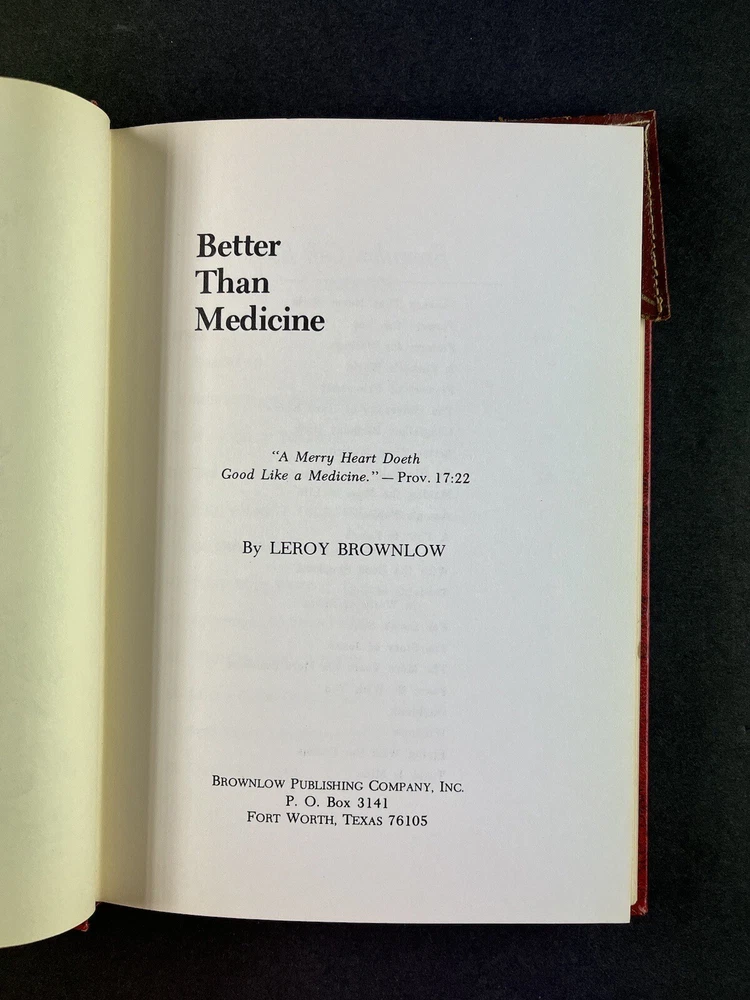 Better
Than
Medicine
"A Merry Heart Doeth
Good Like a Medicine."—Prov. 17:22
By LEROY BROWNLOW
BROWNLOW PUBLISHING COMPANY, INC.
P. O. Box 3141
FORT WORTH, TEXAS 76105